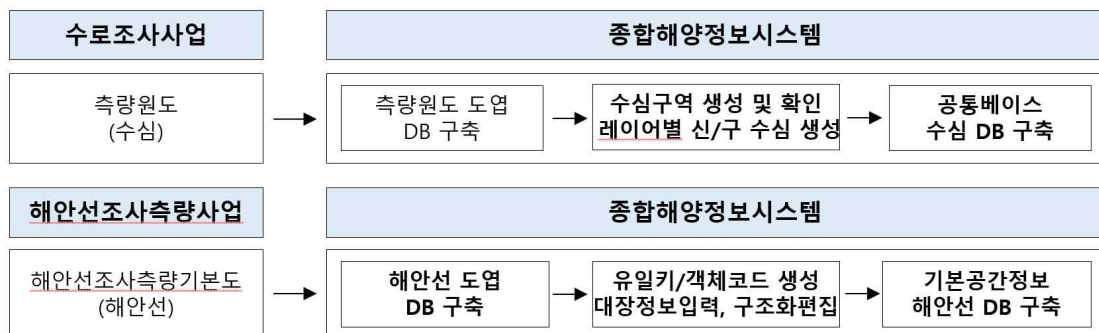 수로조사사업
종합해양정보시스템
측량원도
(수심)
측량원도 도엽
DB 구축
수심구역 생성 및 확인
레이어별 신/구 수심 생성
공통베이스
수심 DB 구축
해안선조사측량사업
종합해양정보시스템
해안선조사측량기본도
(해안선)
해안선 도엽
DB 구축
유일키/객체코드 생성
대장정보입력, 구조화편집
기본공간정보
해안선 DB 구축